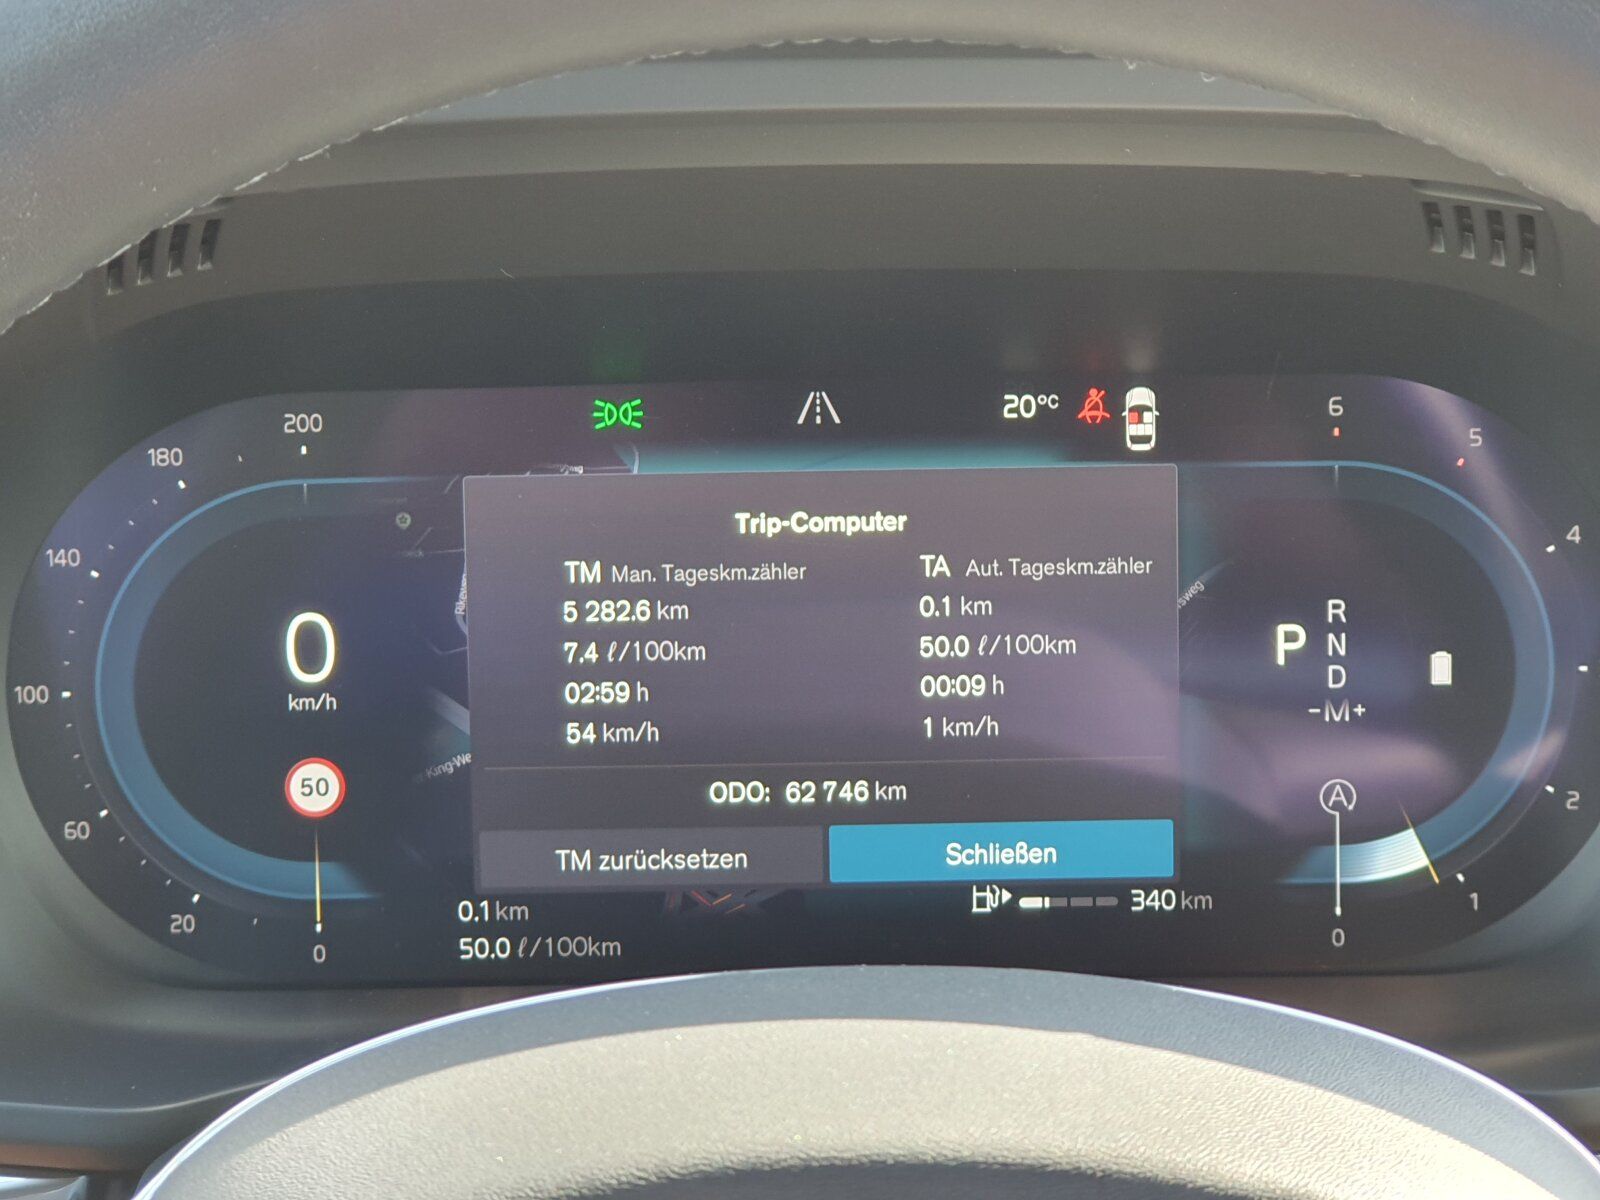 200
20°C
6
180
5
140
4
Trip-Computer
TM Man. Tageskm.zähler
TA Aut. Tageskm.zähler
5 282.6 km
0.1 km
7.4 ℓ/100km
50.0 ℓ/100km
02:59 h
00:09 h
54 km/h
1 km/h
ODO: 62 746 km
TM zurücksetzen
Schließen
0
km/h
100
50
60
20
0
P
R
N
D
-M+
A
2
1
0
0.1 km
50.0 ℓ/100km
340 km